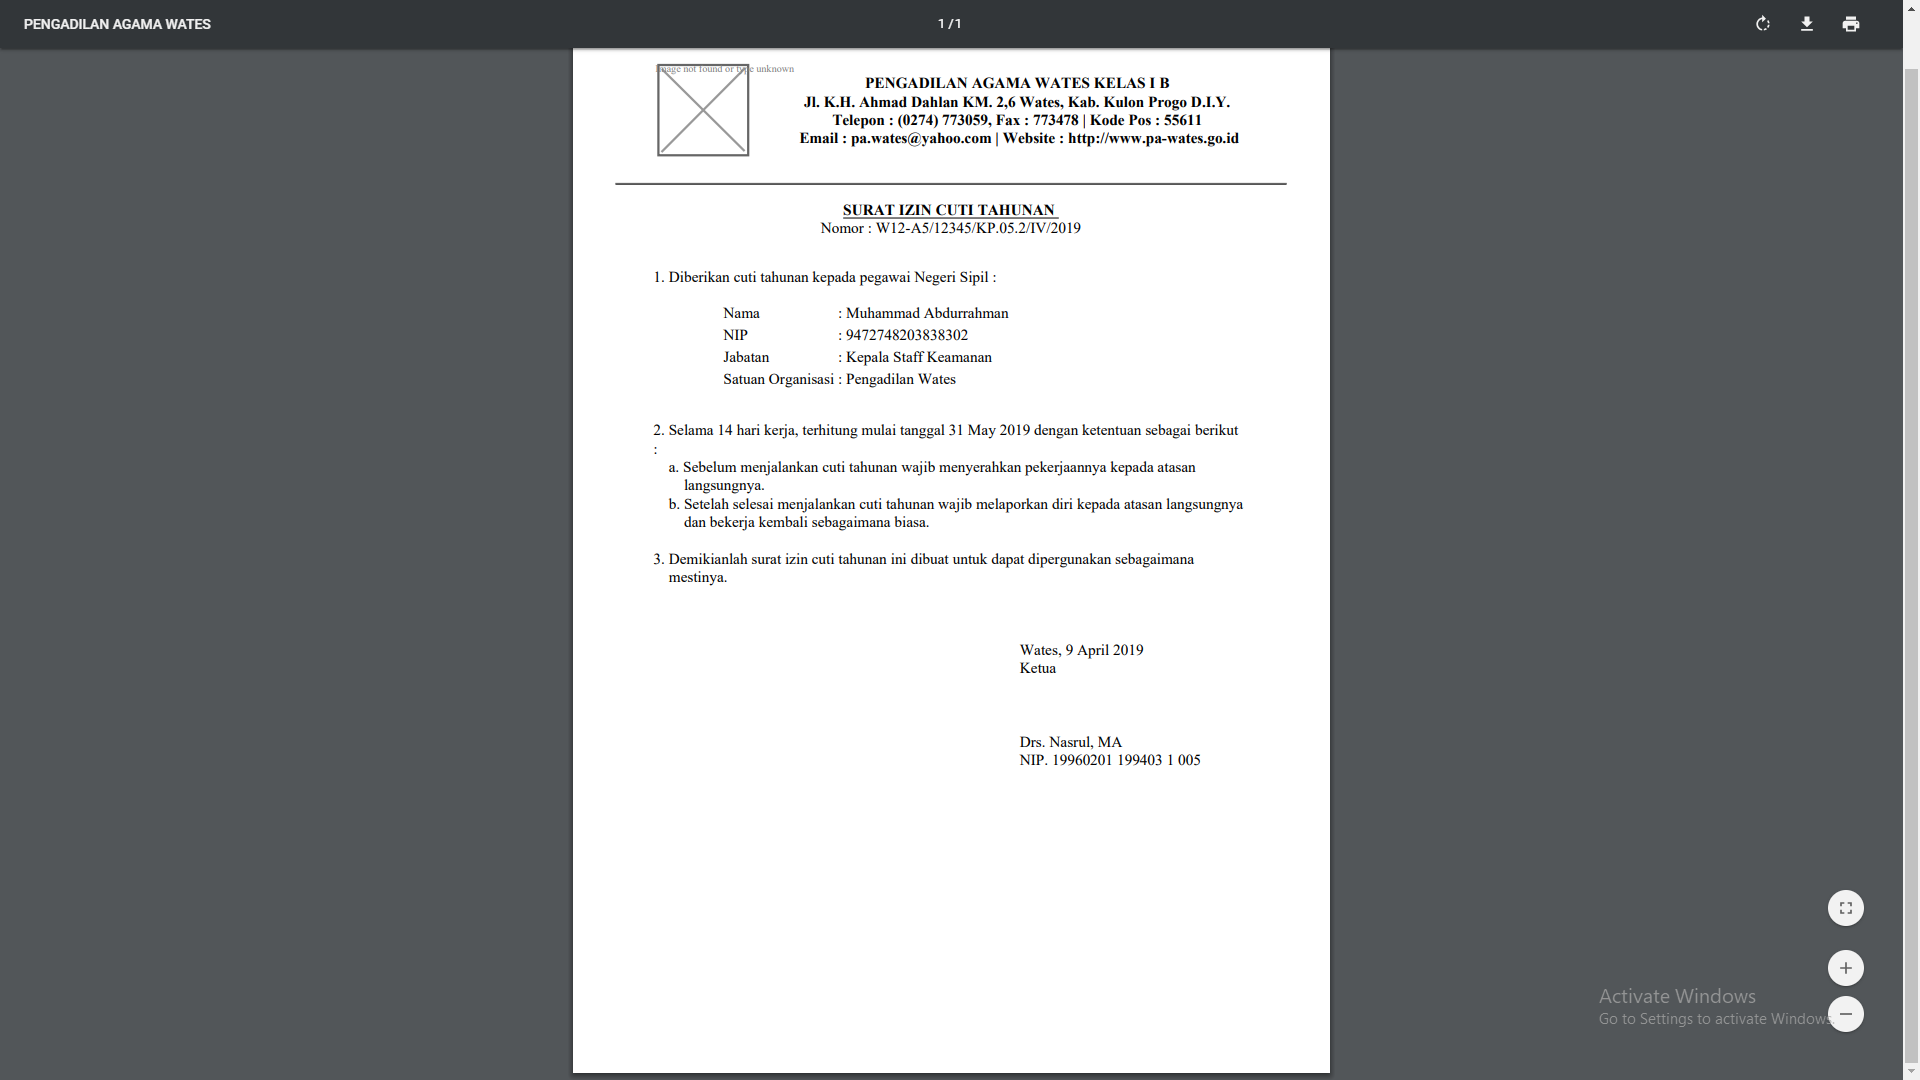 PENGADILAN AGAMA WATES
1 / 1
Image not found or type unknown
PENGADILAN AGAMA WATES KELAS I B
Jl. K.H. Ahmad Dahlan KM. 2,6 Wates, Kab. Kulon Progo D.I.Y.
Telepon : (0274) 773059, Fax : 773478 | Kode Pos : 55611
Email : pa.wates@yahoo.com | Website : http://www.pa-wates.go.id
SURAT IZIN CUTI TAHUNAN
Nomor : W12-A5/12345/KP.05.2/IV/2019
1. Diberikan cuti tahunan kepada pegawai Negeri Sipil :
Nama : Muhammad Abdurrahman
NIP : 9472748203838302
Jabatan : Kepala Staff Keamanan
Satuan Organisasi : Pengadilan Wates
2. Selama 14 hari kerja, terhitung mulai tanggal 31 May 2019 dengan ketentuan sebagai berikut
:
a. Sebelum menjalankan cuti tahunan wajib menyerahkan pekerjaannya kepada atasan
langsungnya.
b. Setelah selesai menjalankan cuti tahunan wajib melaporkan diri kepada atasan langsungnya
dan bekerja kembali sebagaimana biasa.
3. Demikianlah surat izin cuti tahunan ini dibuat untuk dapat dipergunakan sebagaimana
mestinya.
Wates, 9 April 2019
Ketua
Drs. Nasrul, MA
NIP. 19960201 199403 1 005
Activate Windows
Go to Settings to activate Windows.